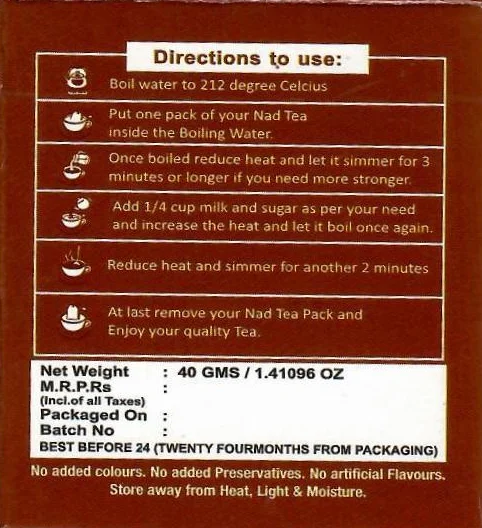 Directions to use:
Boil water to 212 degree Celcius
Put one pack of your Nad Tea
inside the Boiling Water.
Once boiled reduce heat and let it simmer for 3
minutes or longer if you need more stronger.
Add 1/4 cup milk and sugar as per your need
and increase the heat and let it boil once again.
Reduce heat and simmer for another 2 minutes
At last remove your Nad Tea Pack and
Enjoy your quality Tea.
Net Weight : 40 GMS / 1.41096 OZ
M.R.P.Rs :
(Incl.of all Taxes)
Packaged On :
Batch No :
BEST BEFORE 24 (TWENTY FOURMONTHS FROM PACKAGING)
No added colours. No added Preservatives. No artificial Flavours.
Store away from Heat, Light & Moisture.